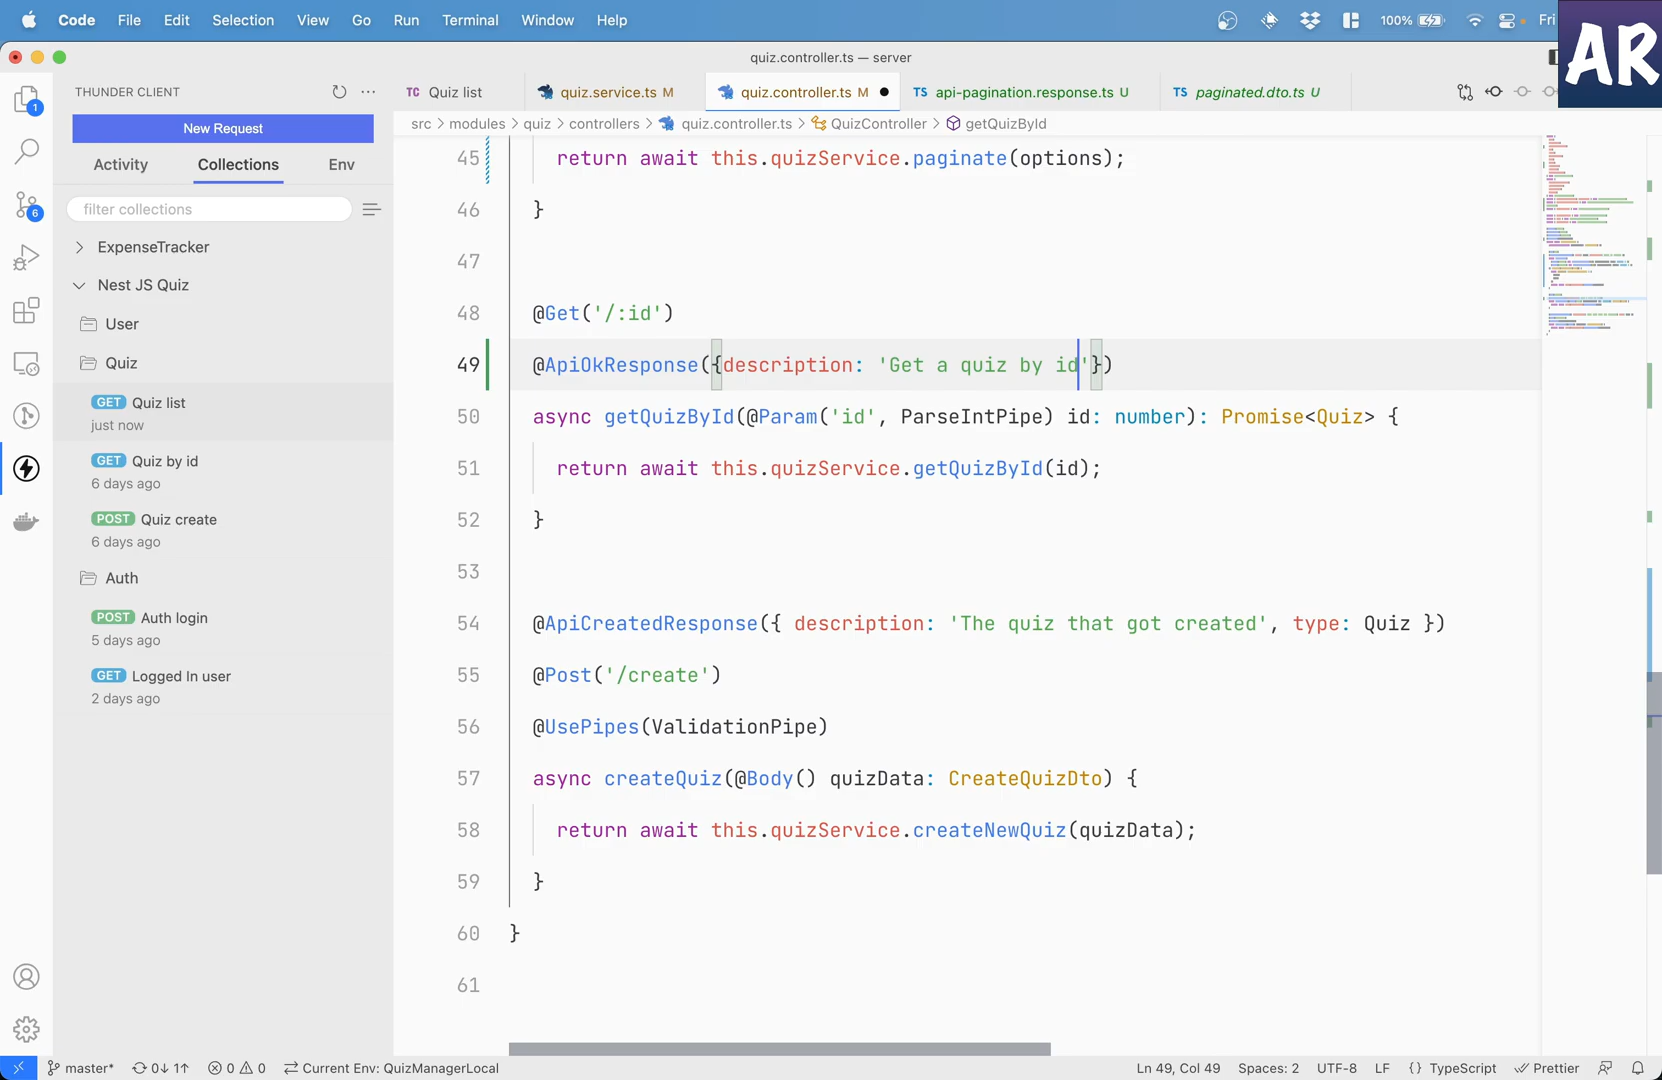 Code File Edit Selection View Go Run Terminal Window Help 100% Fri
AR
quiz.controller.ts — server
THUNDER CLIENT
New Request
Activity Collections Env
filter collections
ExpenseTracker
Nest JS Quiz
User
Quiz
GET Quiz list
just now
GET Quiz by id
6 days ago
POST Quiz create
6 days ago
Auth
POST Auth login
5 days ago
GET Logged In user
2 days ago
1
6
TC Quiz list quiz.service.ts M quiz.controller.ts M TS api-pagination.response.ts U TS paginated.dto.ts U
src > modules > quiz > controllers > quiz.controller.ts > QuizController > getQuizById
45 return await this.quizService.paginate(options);
46 }
47
48 @Get('/:id')
49 @ApiOkResponse({description: 'Get a quiz by id'})
50 async getQuizById(@Param('id', ParseIntPipe) id: number): Promise<Quiz> {
51 return await this.quizService.getQuizById(id);
52 }
53
54 @ApiCreatedResponse({ description: 'The quiz that got created', type: Quiz })
55 @Post('/create')
56 @UsePipes(ValidationPipe)
57 async createQuiz(@Body() quizData: CreateQuizDto) {
58 return await this.quizService.createNewQuiz(quizData);
59 }
60 }
61
master* 0↓ 1↑ 0 0 Current Env: QuizManagerLocal Ln 49, Col 49 Spaces: 2 UTF-8 LF {} TypeScript Prettier